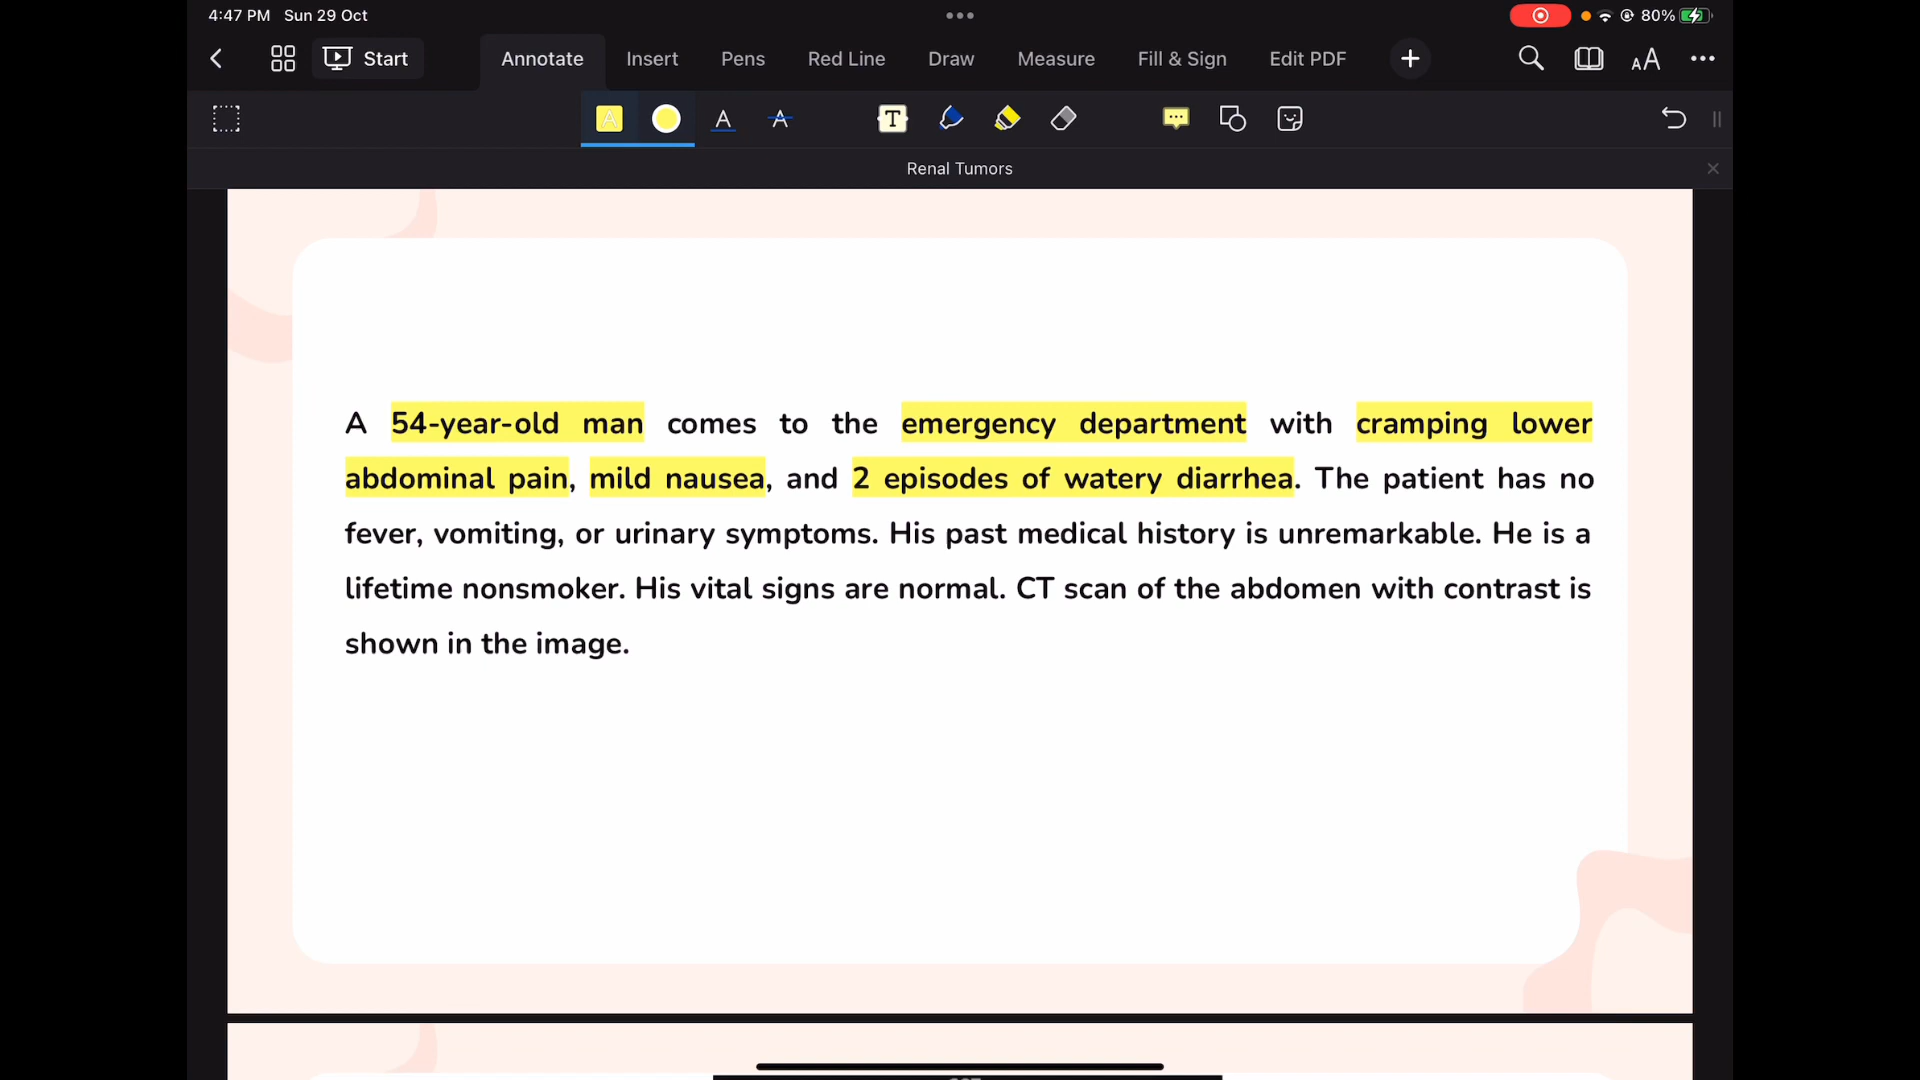 4:47 PM Sun 29 Oct
80%
Start
Annotate
Insert
Pens
Red Line
Draw
Measure
Fill & Sign
Edit PDF
Renal Tumors
A 54-year-old man comes to the emergency department with cramping lower
abdominal pain, mild nausea, and 2 episodes of watery diarrhea. The patient has no
fever, vomiting, or urinary symptoms. His past medical history is unremarkable. He is a
lifetime nonsmoker. His vital signs are normal. CT scan of the abdomen with contrast is
shown in the image.